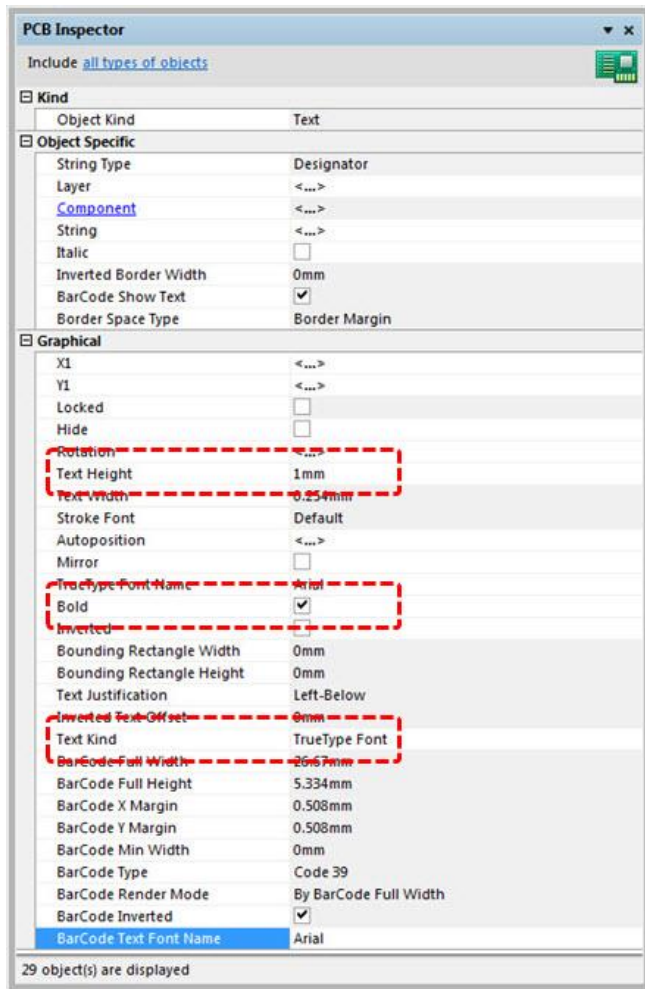 PCB Inspector
Include all types of objects
Kind
Object Kind Text
Object Specific
String Type Designator
Layer <...>
Component <...>
String <...>
Italic
Inverted Border Width 0mm
BarCode Show Text
Border Space Type Border Margin
Graphical
X1 <...>
Y1 <...>
Locked
Hide
Rotation <...>
Text Height 1mm
Text Width 0.254mm
Stroke Font Default
Autoposition <...>
Mirror
TrueType Font Name Arial
Bold
Inverted
Bounding Rectangle Width 0mm
Bounding Rectangle Height 0mm
Text Justification Left-Below
Inverted Text Offset 0mm
Text Kind TrueType Font
BarCode Full Width 26.67mm
BarCode Full Height 5.334mm
BarCode X Margin 0.508mm
BarCode Y Margin 0.508mm
BarCode Min Width 0mm
BarCode Type Code 39
BarCode Render Mode By BarCode Full Width
BarCode Inverted
BarCode Text Font Name Arial
29 object(s) are displayed